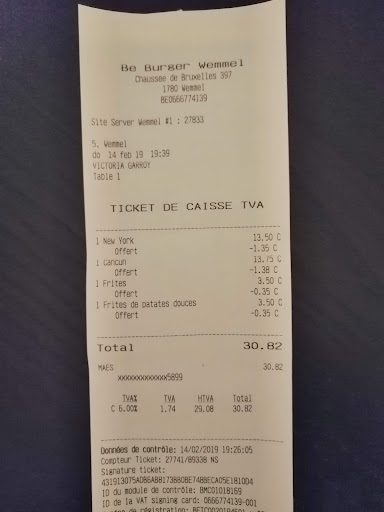 Be Burger Wemmel
Chaussee de Bruxelles 397
1780 Wemmel
BE0666774139
Site Server Wemmel #1 : 27833
5. Wemmel
do 14 feb 19 19:39
VICTORIA GARROY
Table 1
TICKET DE CAISSE TVA
1 New York 13.50 C
Offert -1.35 C
1 Cancun 13.75 C
Offert -1.38 C
1 Frites 3.50 C
Offert -0.35 C
1 Frites de patates douces 3.50 C
Offert -0.35 C
Total 30.82
MAES 30.82
xxxxxxxxxxxxx5899
TVA% TVA HTVA Total
C 6.00% 1.74 29.08 30.82
Données de contrôle: 14/02/2019 19:26:05
Compteur Ticket: 27741/89338 NS
Signature ticket:
431913075AD86ABB173B80BE74BBECA05E181DD4
ID du module de contrôle: BMC01018169
ID de la VAT signing card: 0666774139-001